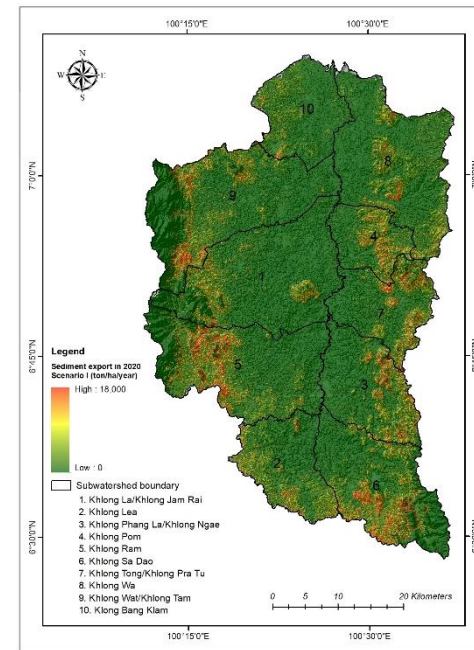 100°15'0"E 100°30'0"E
N
W E
S
10
8
7°0'0"N
9
4
1
7
6°45'0"N
5
3
2
6
6°30'0"N
Legend
Sediment export in 2020
Scenario I (ton/ha/year)
High : 18,000
Low : 0
Subwatershed boundary
1. Khlong La/Khlong Jam Rai
2. Khlong Lea
3. Khlong Phang La/Khlong Ngae
4. Khlong Pom
5. Khlong Ram
6. Khlong Sa Dao
7. Khlong Tong/Khlong Pra Tu
8. Khlong Wa
9. Khlong Wat/Khlong Tam
10. Klong Bang Klam
0 5 10 20 Kilometers
100°15'0"E 100°30'0"E